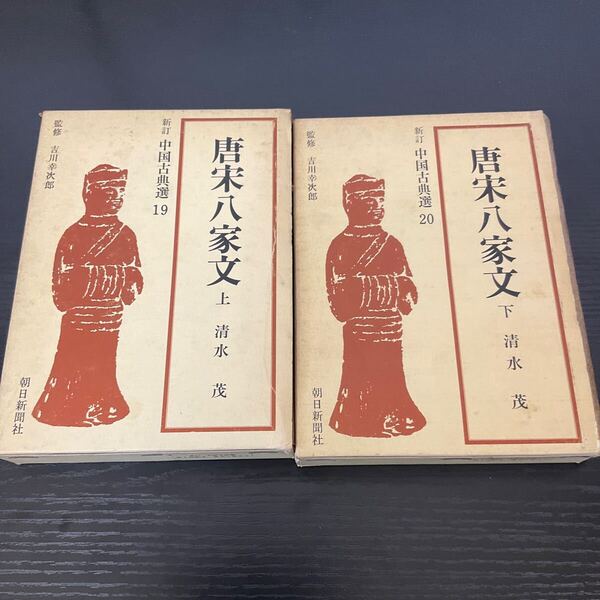 唐宋八家文 上 清水 茂
新訂 中国古典選 19
監修 吉川幸次郎
朝日新聞社
唐宋八家文 下 清水 茂
新訂 中国古典選 20
監修 吉川幸次郎
朝日新聞社